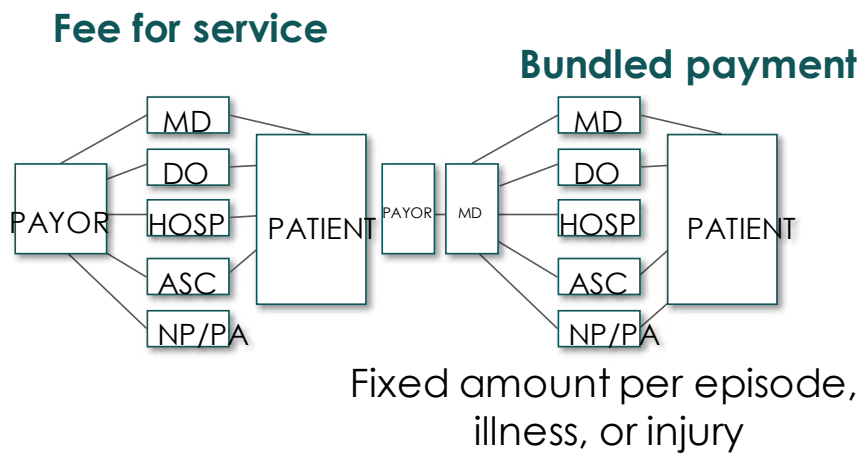 Fee for service
Bundled payment
MD
DO
HOSP
ASC
NP/PA
PAYOR
PATIENT
PAYOR
MD
MD
DO
HOSP
ASC
NP/PA
PATIENT
Fixed amount per episode,
illness, or injury